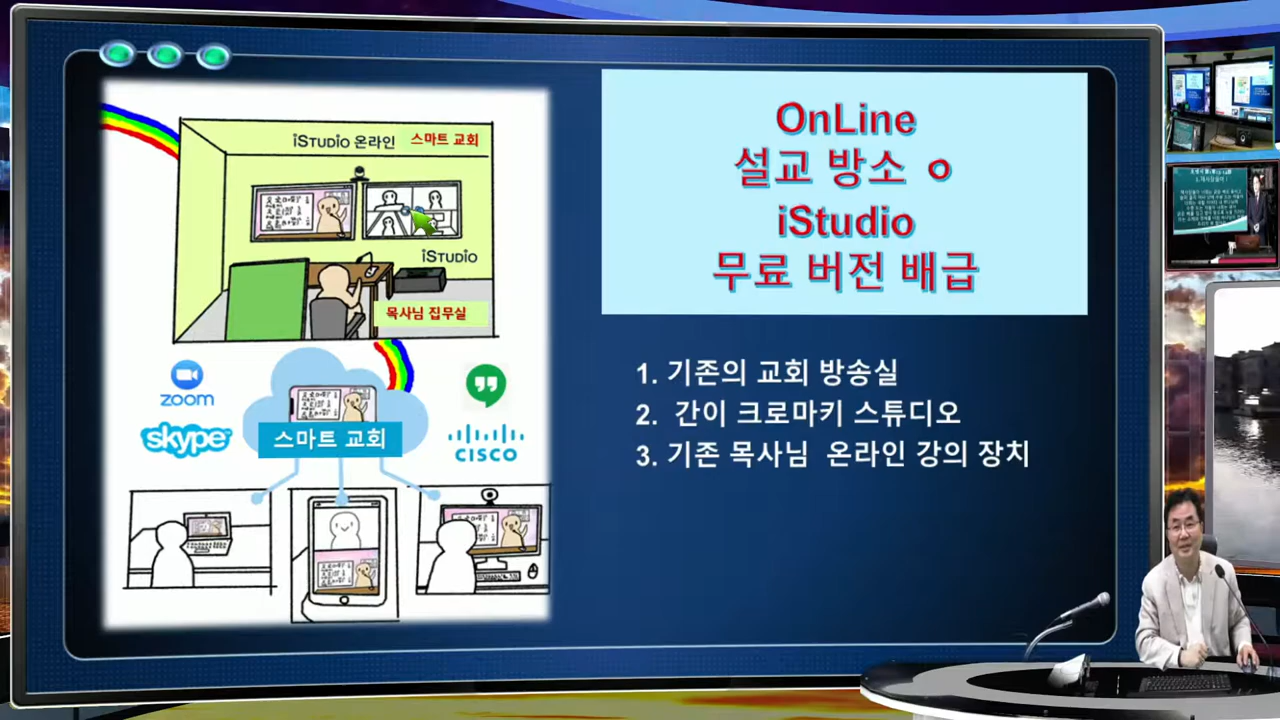 iSTUDIO 온라인 스마트 교회
iSTUDIO
목사님 집무실
zoom
skype
스마트 교회
CISCO
OnLine
설교 방소 ㅇ
iStudio
무료 버전 배급
1. 기존의 교회 방송실
2. 간이 크로마키 스튜디오
3. 기존 목사님 온라인 강의 장치